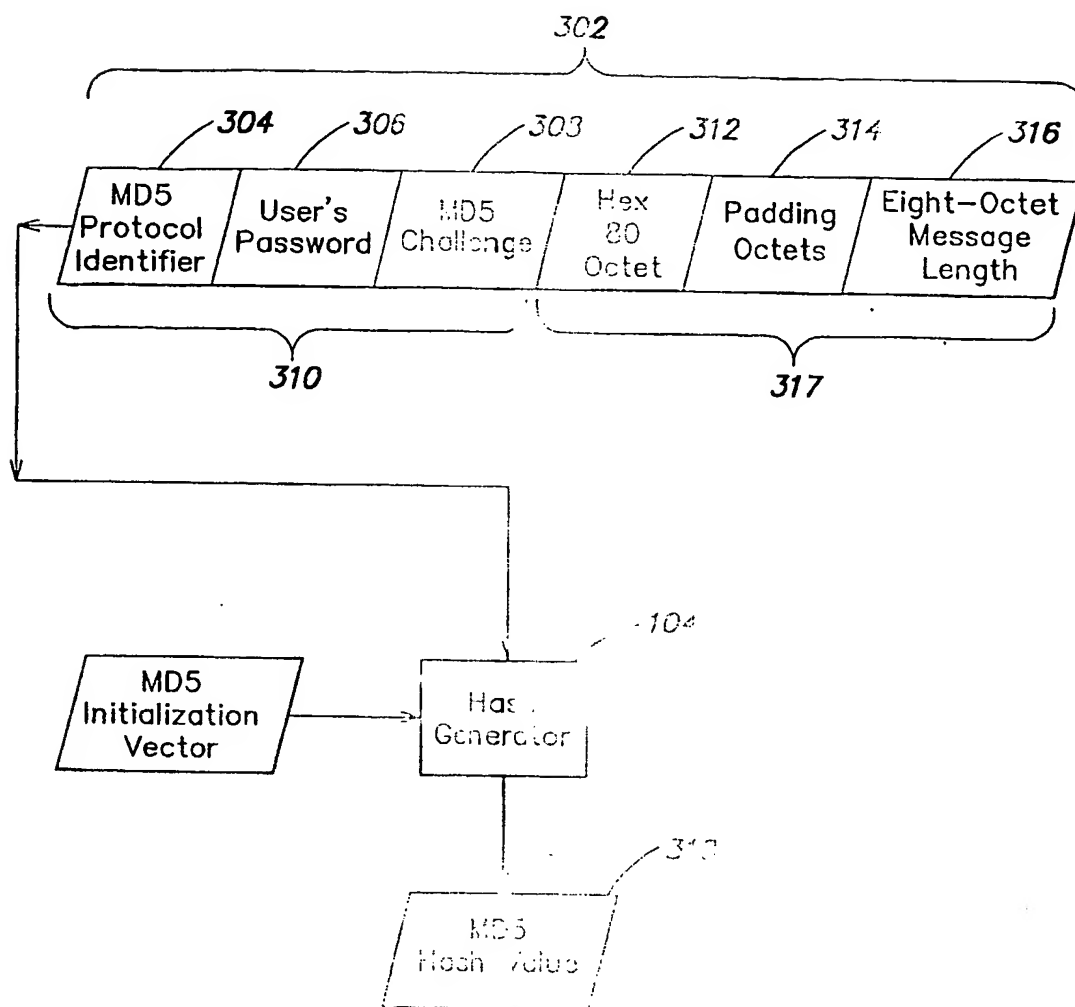 302
304 306 303 312 314 316
MD5
Protocol
Identifier
User's
Password
MD5
Challenge
Hex
80
Octet
Padding
Octets
Eight-Octet
Message
Length
310
317
104
MD5
Initialization
Vector
Generator
MD5
Hash Value